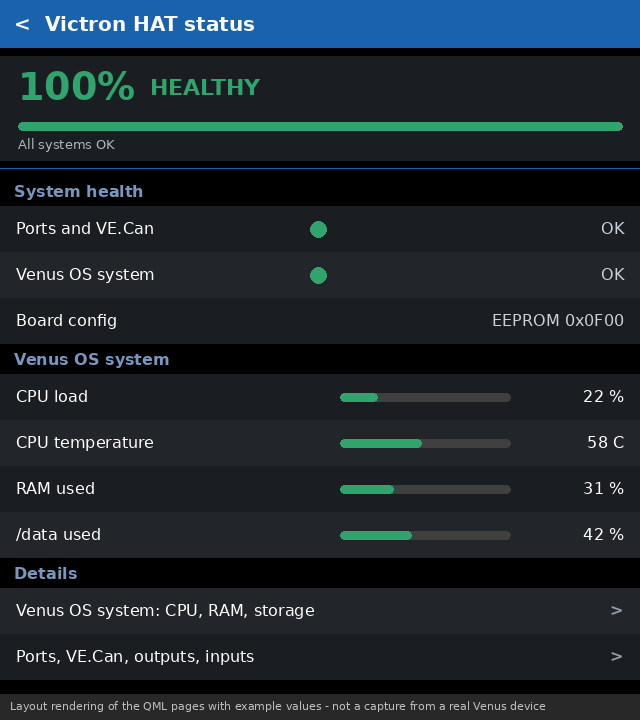 < Victron HAT status
100% HEALTHY
All systems OK
System health
Ports and VE.Can OK
Venus OS system OK
Board config EEPROM 0x0F00
Venus OS system
CPU load 22 %
CPU temperature 58 C
RAM used 31 %
/data used 42 %
Details
Venus OS system: CPU, RAM, storage >
Ports, VE.Can, outputs, inputs >
Layout rendering of the QML pages with example values - not a capture from a real Venus device